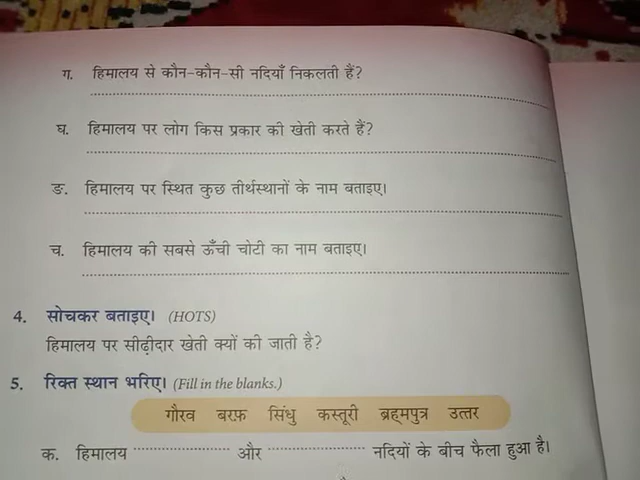 ग. हिमालय से कौन-कौन-सी नदियाँ निकलती हैं?
घ. हिमालय पर लोग किस प्रकार की खेती करते हैं?
ङ. हिमालय पर स्थित कुछ तीर्थस्थानों के नाम बताइए।
च. हिमालय की सबसे ऊँची चोटी का नाम बताइए।
4. सोचकर बताइए। (HOTS)
हिमालय पर सीढ़ीदार खेती क्यों की जाती है?
5. रिक्त स्थान भरिए। (Fill in the blanks.)
गौरव बरफ़ सिंधु कस्तूरी ब्रह्मपुत्र उत्तर
क. हिमालय .................... और .................... नदियों के बीच फैला हुआ है।